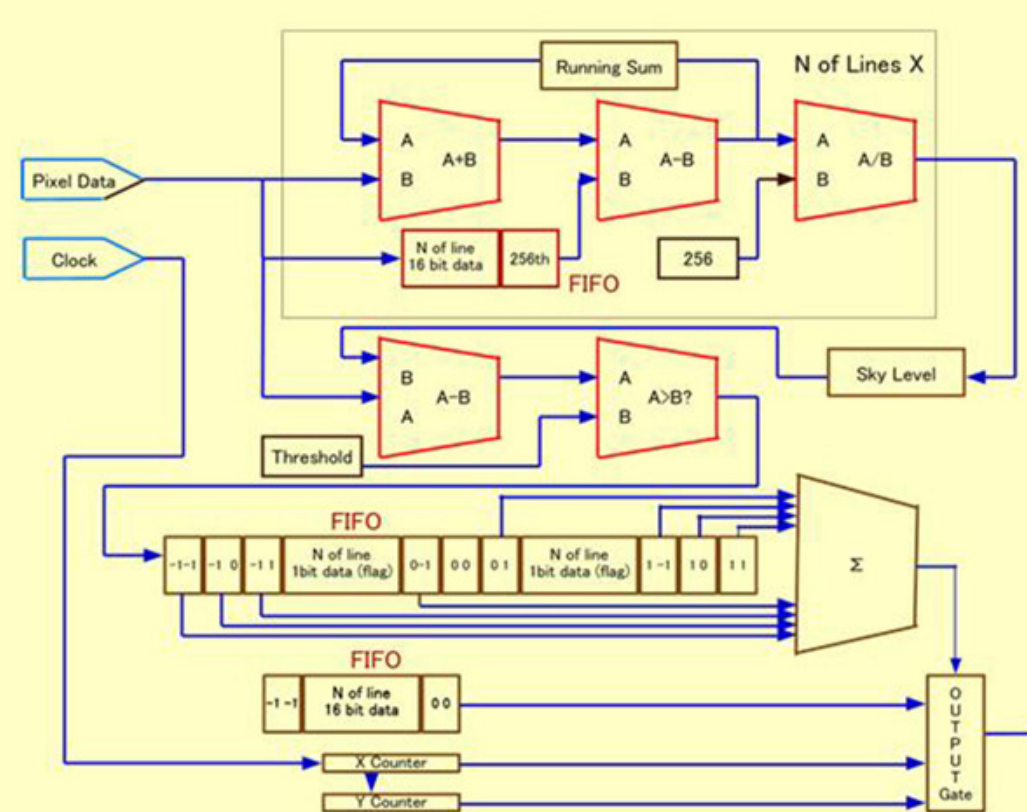 Running Sum
N of Lines X
A
A+B
B
A
A-B
B
A
A/B
B
Pixel Data
Clock
N of line
16 bit data
256th
FIFO
256
B
A-B
A
A
A>B?
B
Sky Level
Threshold
FIFO
-1-1
-1 0
-1 1
N of line
1bit data (flag)
0-1
0 0
0 1
N of line
1bit data (flag)
1 -1
1 0
1 1
Σ
FIFO
-1 -1
N of line
16 bit data
0 0
OUTPUT
Gate
X Counter
Y Counter